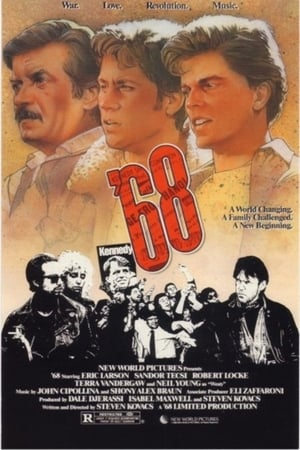 War. Love. Revolution. Music.
'68
A World Changing.
A Family Challenged.
A New Beginning.
Kennedy
NEW WORLD PICTURES Presents
'68 Starring ERIC LARSON SANDOR TECSI ROBERT LOCKE
TERRA VANDERGAW and NEIL YOUNG as "Westy"
Music by JOHN CIPOLLINA and SHONY ALEX BRAUN Associate Producer ELI ZAFFARONI
Produced by DALE DJERASSI ISABEL MAXWELL and STEVEN KOVACS
Written and Directed by STEVEN KOVACS A '68 LIMITED PRODUCTION
R RESTRICTED
NEW WORLD PICTURES